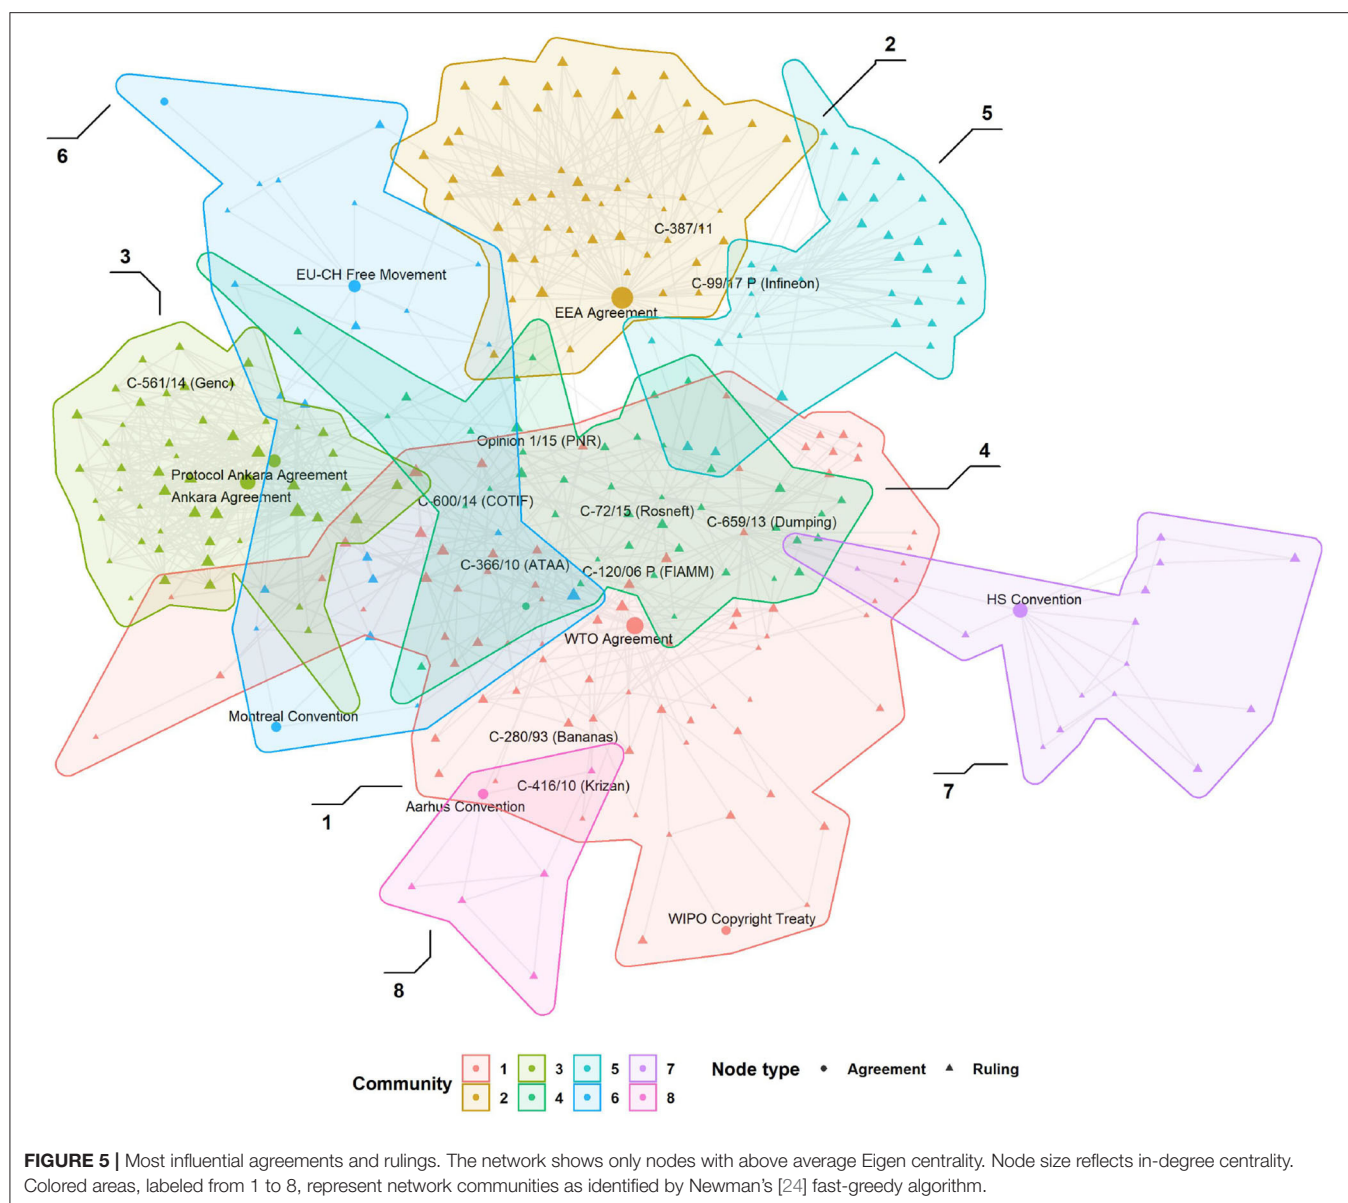 2
5
6
C-387/11
3
EU-CH Free Movement
C-99/17 P (Infineon)
EEA Agreement
C-561/14 (Genc)
Opinion 1/15 (PNR)
4
Protocol Ankara Agreement
Ankara Agreement
C-600/14 (COTIF)
C-72/15 (Rosneft)
C-659/13 (Dumping)
C-366/10 (ATAA)
C-120/06 P (FIAMM)
HS Convention
WTO Agreement
Montreal Convention
C-280/93 (Bananas)
C-416/10 (Krizan)
7
Aarhus Convention
1
WIPO Copyright Treaty
8
Community
1 3 5 7
2 4 6 8
Node type Agreement Ruling
FIGURE 5 | Most influential agreements and rulings. The network shows only nodes with above average Eigen centrality. Node size reflects in-degree centrality.
Colored areas, labeled from 1 to 8, represent network communities as identified by Newman's [24] fast-greedy algorithm.